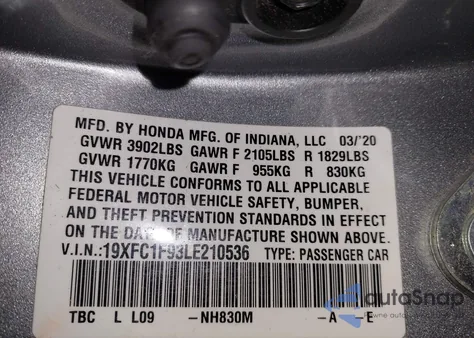 MFD. BY HONDA MFG. OF INDIANA, LLC 03/'20
GVWR 3902LBS GAWR F 2105LBS R 1829LBS
GVWR 1770KG GAWR F 955KG R 830KG
THIS VEHICLE CONFORMS TO ALL APPLICABLE
FEDERAL MOTOR VEHICLE SAFETY, BUMPER,
AND THEFT PREVENTION STANDARDS IN EFFECT
ON THE DATE OF MANUFACTURE SHOWN ABOVE.
V.I.N.:19XFC1F93LE210536 TYPE: PASSENGER CAR
TBC L L09 -NH830M -A -E
autoSnap